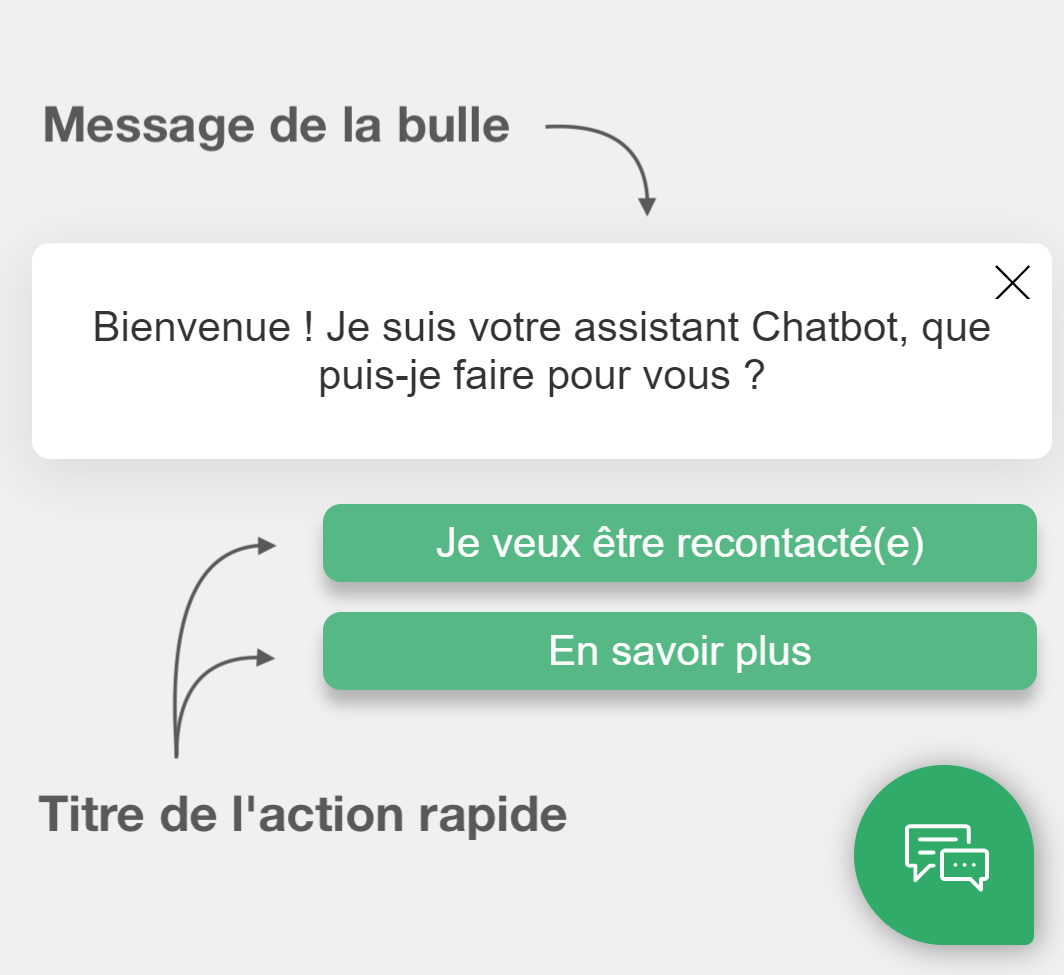 Message de la bulle
Bienvenue ! Je suis votre assistant Chatbot, que
puis-je faire pour vous ?
Je veux être recontacté(e)
En savoir plus
Titre de l'action rapide